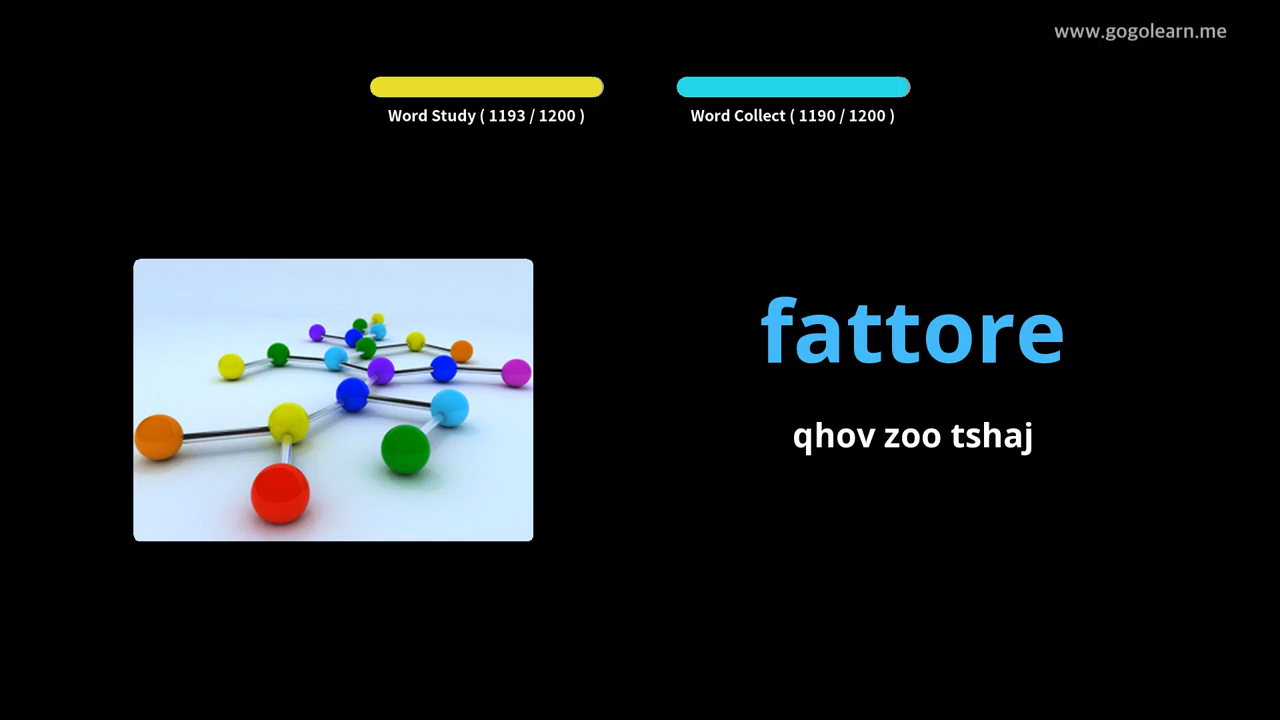 www.gogolearn.me
Word Study ( 1193 / 1200 )
Word Collect ( 1190 / 1200 )
fattore
qhov zoo tshaj